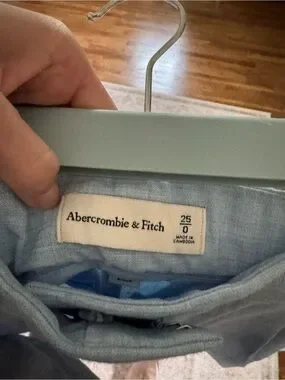 Abercrombie & Fitch
25
0
MADE IN
CAMBODIA